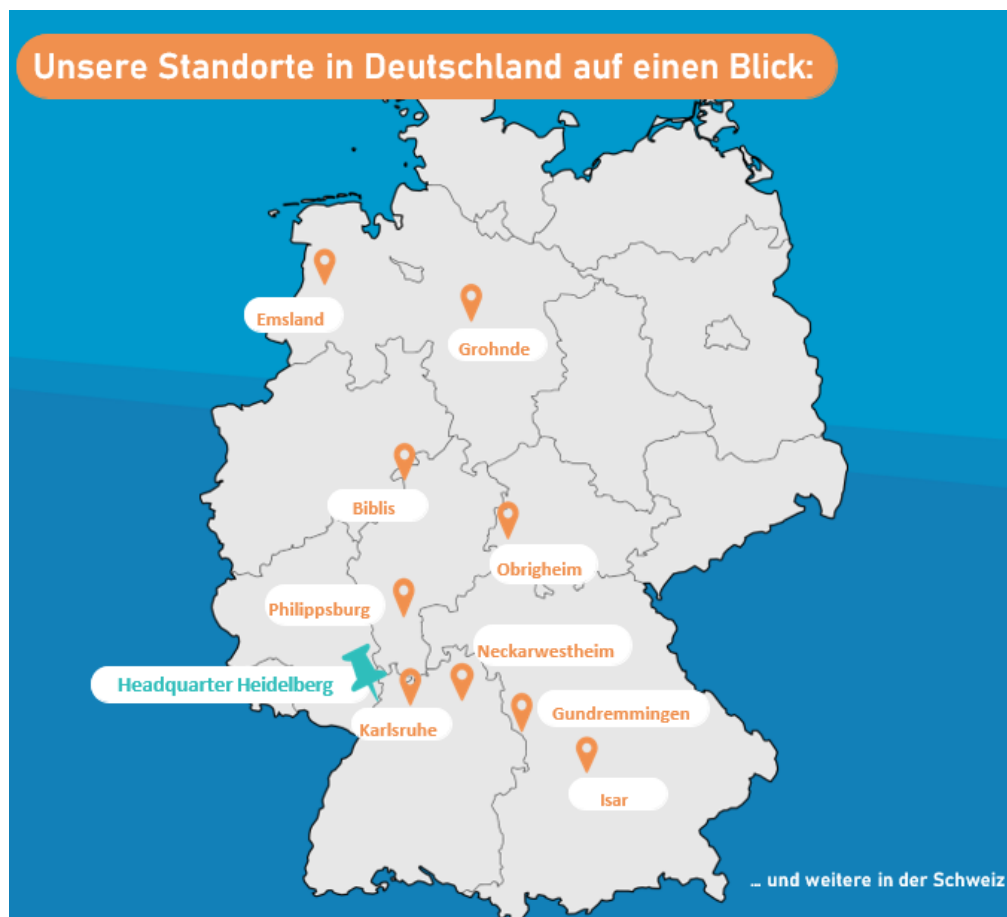 Unsere Standorte in Deutschland auf einen Blick:
Emsland
Grohnde
Biblis
Obrigheim
Philippsburg
Neckarwestheim
Headquarter Heidelberg
Karlsruhe
Gundremmingen
Isar
... und weitere in der Schweiz